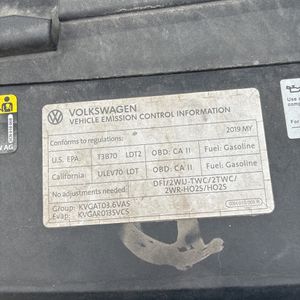 VOLKSWAGEN
VEHICLE EMISSION CONTROL INFORMATION
Conforms to regulations:
2019 MY
U.S. EPA: T3B70 LDT2 OBD: CA II Fuel: Gasoline
California: ULEV70 LDT OBD: CA II Fuel: Gasoline
No adjustments needed.
DFI/2WU-TWC/2TWC/
2WR-HO2S/HO2S
Group: KVGAT03.6VAS
Evap: KVGAR0135VCS
AG
Use